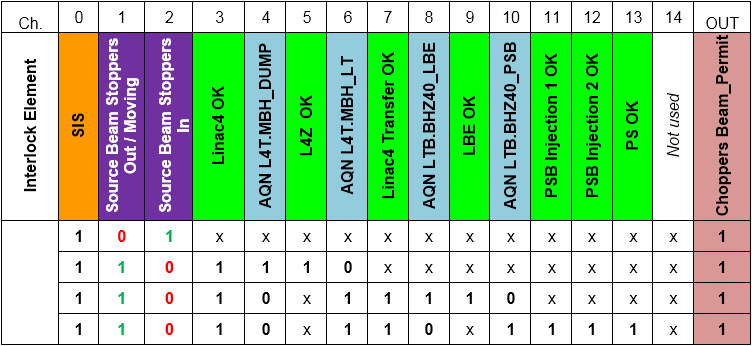 Ch. 0 1 2 3 4 5 6 7 8 9 10 11 12 13 14 OUT
Interlock Element
SIS
Source Beam Stoppers
Out / Moving
Source Beam Stoppers
In
Linac4 OK
AQN L4T.MBH_DUMP
L4Z OK
AQN L4T.MBH_LT
Linac4 Transfer OK
AQN LTB.BHZ40_LBE
LBE OK
AQN LTB.BHZ40_PSB
PSB Injection 1 OK
PSB Injection 2 OK
PS OK
Not used
Choppers Beam_Permit
1 0 1 x x x x x x x x x x x x 1
1 1 0 1 1 1 0 x x x x x x x x 1
1 1 0 1 0 x 1 1 1 1 0 x x x x 1
1 1 0 1 0 x 1 1 0 x 1 1 1 1 x 1